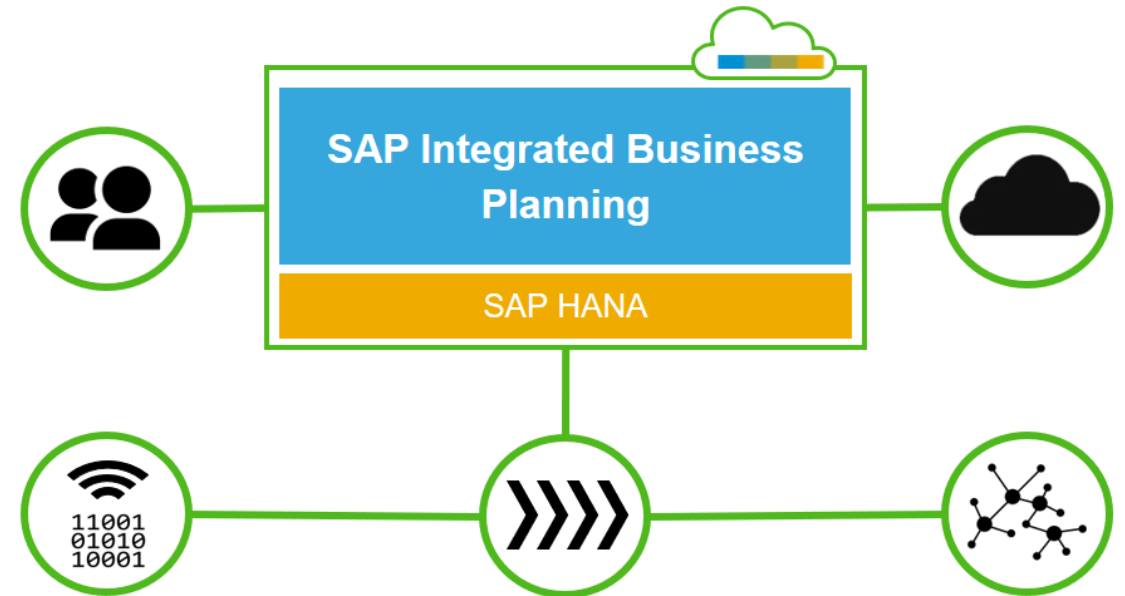 SAP Integrated Business
Planning
SAP HANA
11001
01010
10001